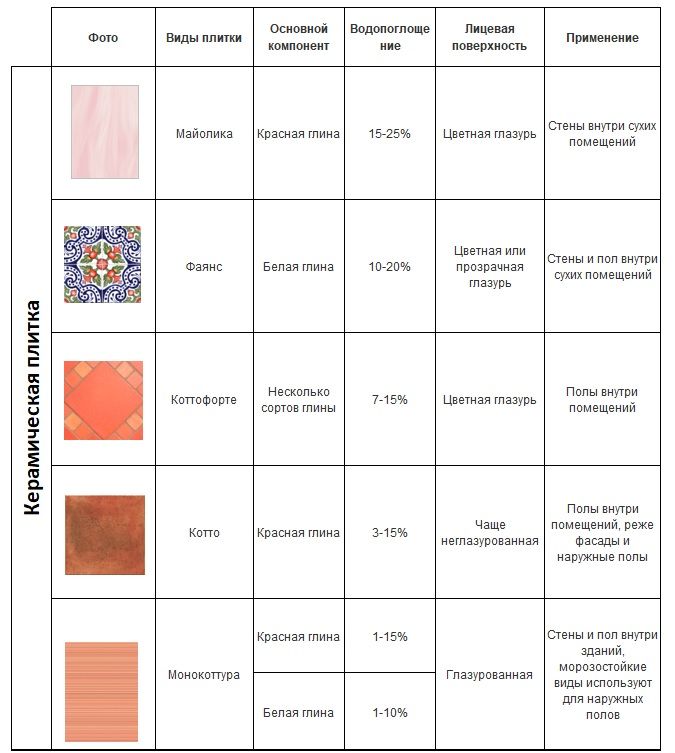 Фото
Виды плитки
Основной
компонент
Водопоглоще
ние
Лицевая
поверхность
Применение
Керамическая плитка
Майолика
Красная глина
15-25%
Цветная глазурь
Стены внутри сухих
помещений
Фаянс
Белая глина
10-20%
Цветная или
прозрачная
глазурь
Стены и пол внутри
сухих помещений
Коттофорте
Несколько
сортов глины
7-15%
Цветная глазурь
Полы внутри
помещений
Котто
Красная глина
3-15%
Чаще
неглазурованная
Полы внутри
помещений, реже
фасады и
наружные полы
Монокоттура
Красная глина
1-15%
Белая глина
1-10%
Глазурованная
Стены и пол внутри
зданий,
морозостойкие
виды используют
для наружных
полов